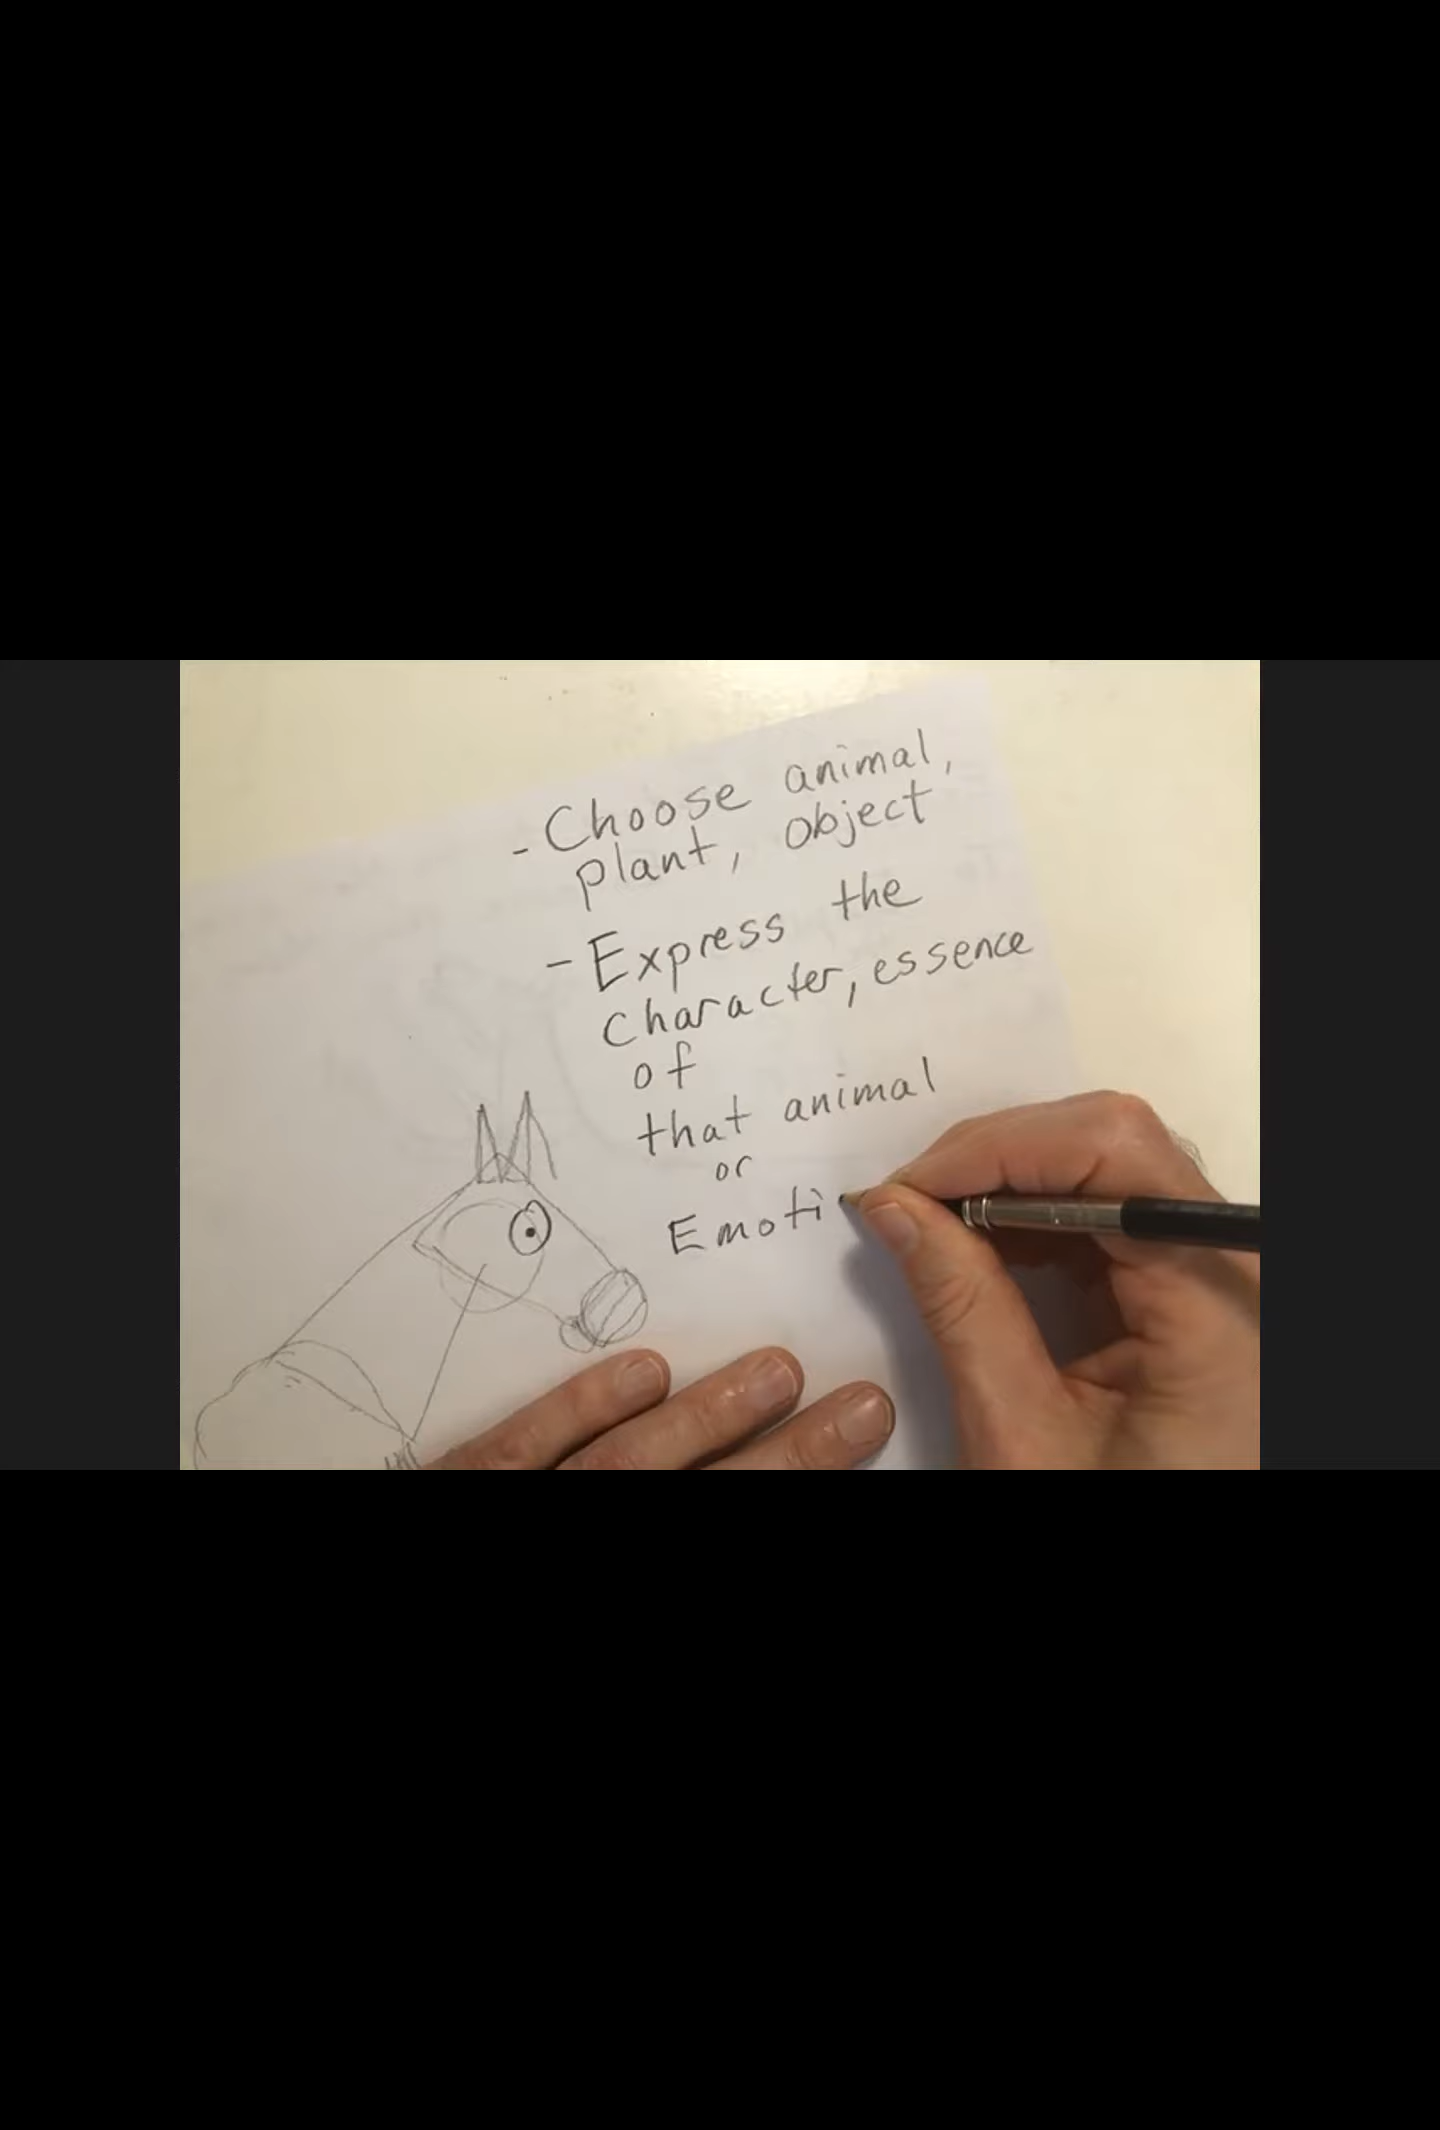 - Choose animal,
plant, object
- Express the
character, essence
of
that animal
or
Emoti